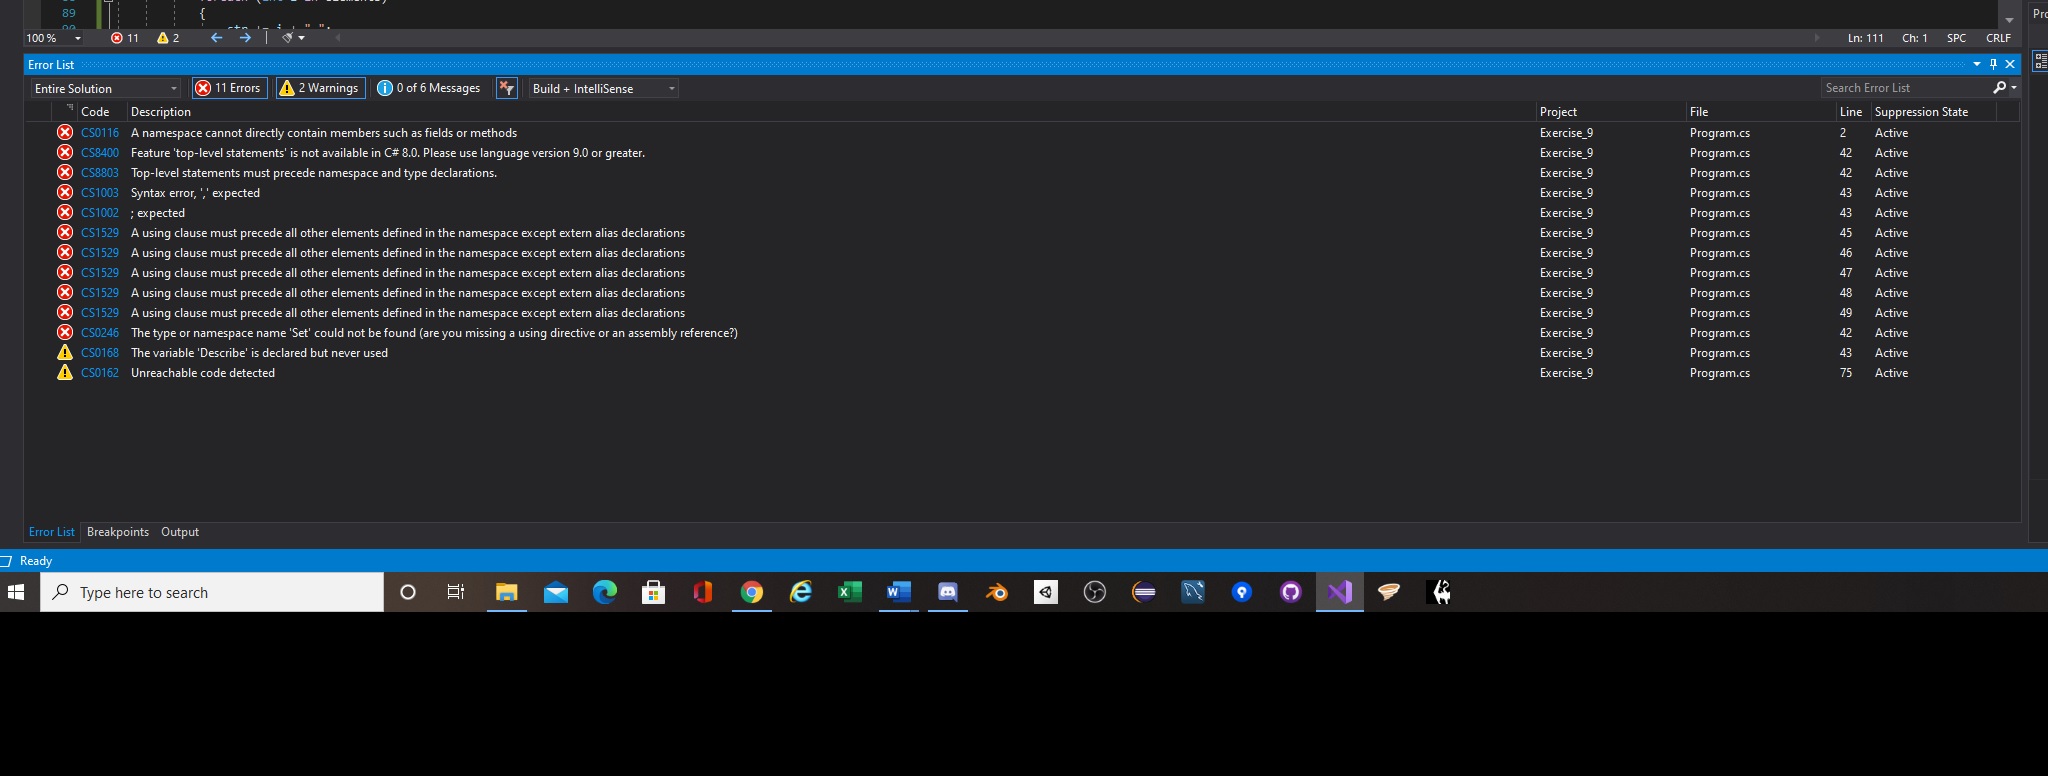 89
{
100 %
11
2
Ln: 111 Ch: 1 SPC CRLF
Error List
Entire Solution 11 Errors 2 Warnings 0 of 6 Messages Build + IntelliSense Search Error List
Code Description Project File Line Suppression State
CS0116 A namespace cannot directly contain members such as fields or methods Exercise_9 Program.cs 2 Active
CS8400 Feature 'top-level statements' is not available in C# 8.0. Please use language version 9.0 or greater. Exercise_9 Program.cs 42 Active
CS8803 Top-level statements must precede namespace and type declarations. Exercise_9 Program.cs 42 Active
CS1003 Syntax error, ',' expected Exercise_9 Program.cs 43 Active
CS1002 ; expected Exercise_9 Program.cs 43 Active
CS1529 A using clause must precede all other elements defined in the namespace except extern alias declarations Exercise_9 Program.cs 45 Active
CS1529 A using clause must precede all other elements defined in the namespace except extern alias declarations Exercise_9 Program.cs 46 Active
CS1529 A using clause must precede all other elements defined in the namespace except extern alias declarations Exercise_9 Program.cs 47 Active
CS1529 A using clause must precede all other elements defined in the namespace except extern alias declarations Exercise_9 Program.cs 48 Active
CS1529 A using clause must precede all other elements defined in the namespace except extern alias declarations Exercise_9 Program.cs 49 Active
CS0246 The type or namespace name 'Set' could not be found (are you missing a using directive or an assembly reference?) Exercise_9 Program.cs 42 Active
CS0168 The variable 'Describe' is declared but never used Exercise_9 Program.cs 43 Active
CS0162 Unreachable code detected Exercise_9 Program.cs 75 Active
Error List Breakpoints Output
Ready
Type here to search